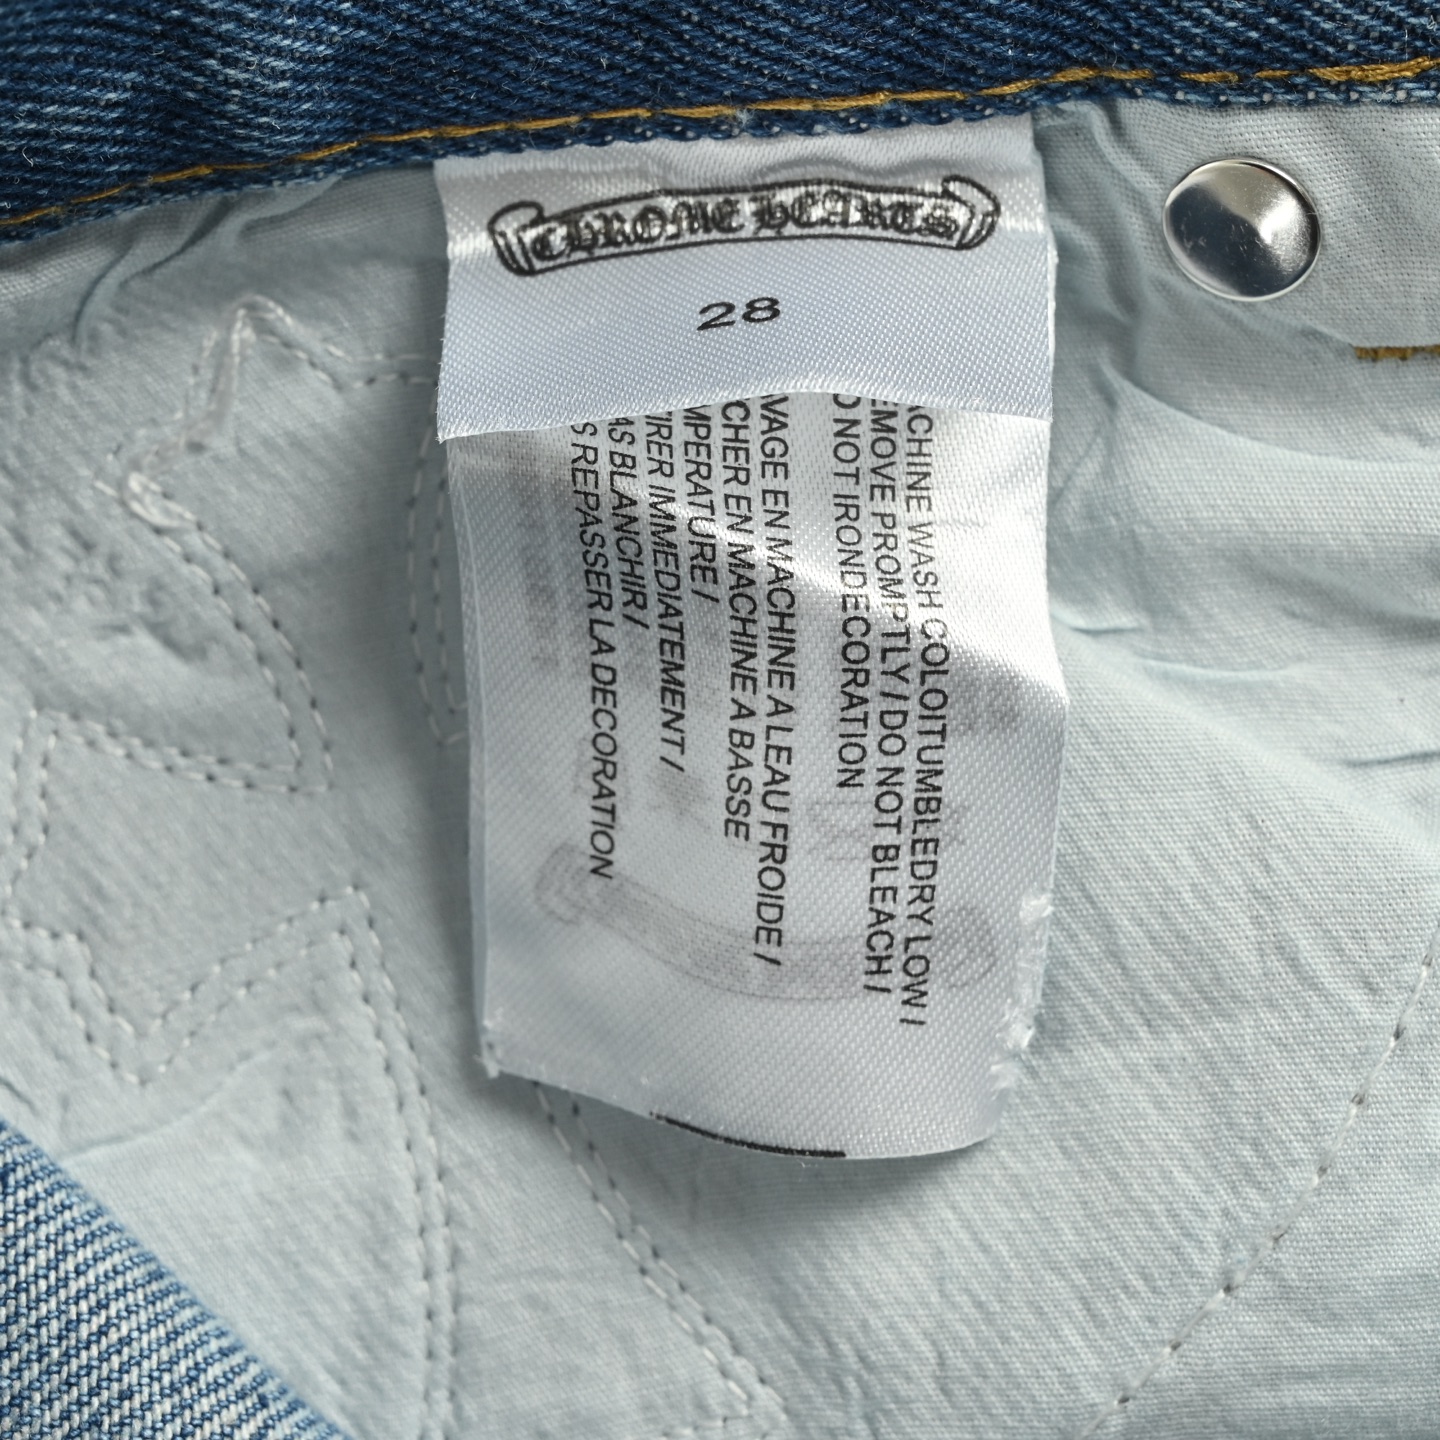 CHROME HEARTS
28
ACHINE WASH COLOITUMBLEDRY LOW /
EMOVE PROMPTLY / DO NOT BLEACH /
O NOT IRONDECORATION
VAGE EN MACHINE A LEAU FROIDE /
CHER EN MACHINE A BASSE
MPERATURE /
TIRER IMMEDIATEMENT /
AS BLANCHIR /
S REPASSER LA DECORATION